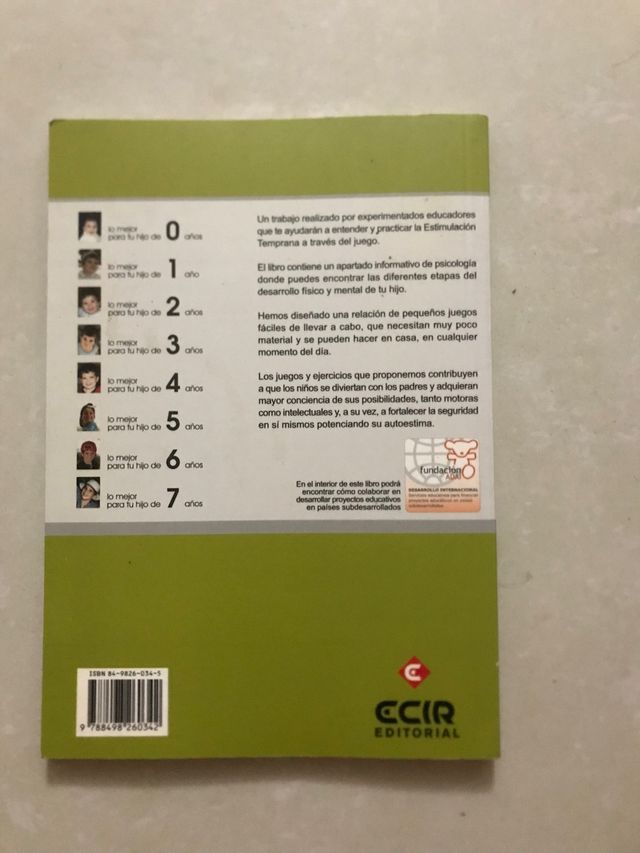 lo mejor
para tu hijo de 0 años
lo mejor
para tu hijo de 1 año
lo mejor
para tu hijo de 2 años
lo mejor
para tu hijo de 3 años
lo mejor
para tu hijo de 4 años
lo mejor
para tu hijo de 5 años
lo mejor
para tu hijo de 6 años
lo mejor
para tu hijo de 7 años
Un trabajo realizado por experimentados educadores
que te ayudarán a entender y practicar la Estimulación
Temprana a través del juego.
El libro contiene un apartado informativo de psicología
donde puedes encontrar las diferentes etapas del
desarrollo físico y mental de tu hijo.
Hemos diseñado una relación de pequeños juegos
fáciles de llevar a cabo, que necesitan muy poco
material y se pueden hacer en casa, en cualquier
momento del día.
Los juegos y ejercicios que proponemos contribuyen
a que los niños se diviertan con los padres y adquieran
mayor conciencia de sus posibilidades, tanto motoras
como intelectuales y, a su vez, a fortalecer la seguridad
en sí mismos potenciando su autoestima.
En el interior de este libro podrá
encontrar cómo colaborar en
desarrollar proyectos educativos
en países subdesarrollados
fundación
DESARROLLO INTERNACIONAL
Servicios educativos para financiar
proyectos educativos en países
subdesarrollados
ISBN 84-9826-034-5
9 788498 260342
ECIR
EDITORIAL